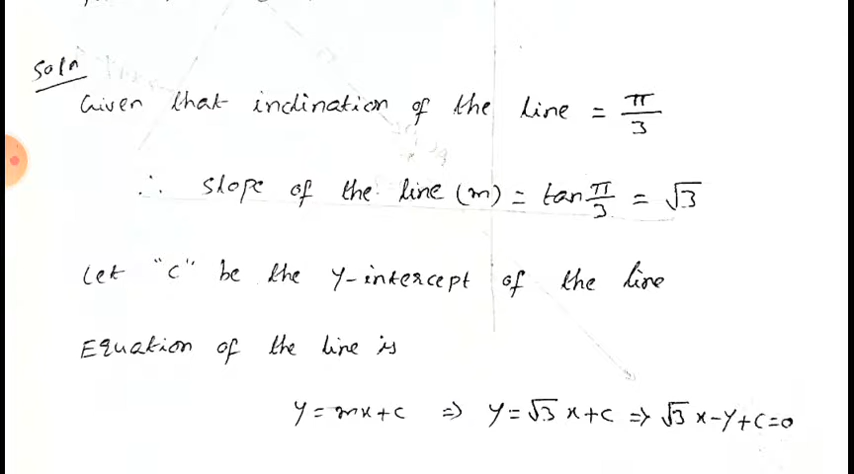 Soln
Given that inclination of the line = π/3
∴ slope of the line (m) = tan π/3 = √3
Let "c" be the y-intercept of the line
Equation of the line is
y = mx + c ⇒ y = √3 x + c ⇒ √3 x - y + c = 0